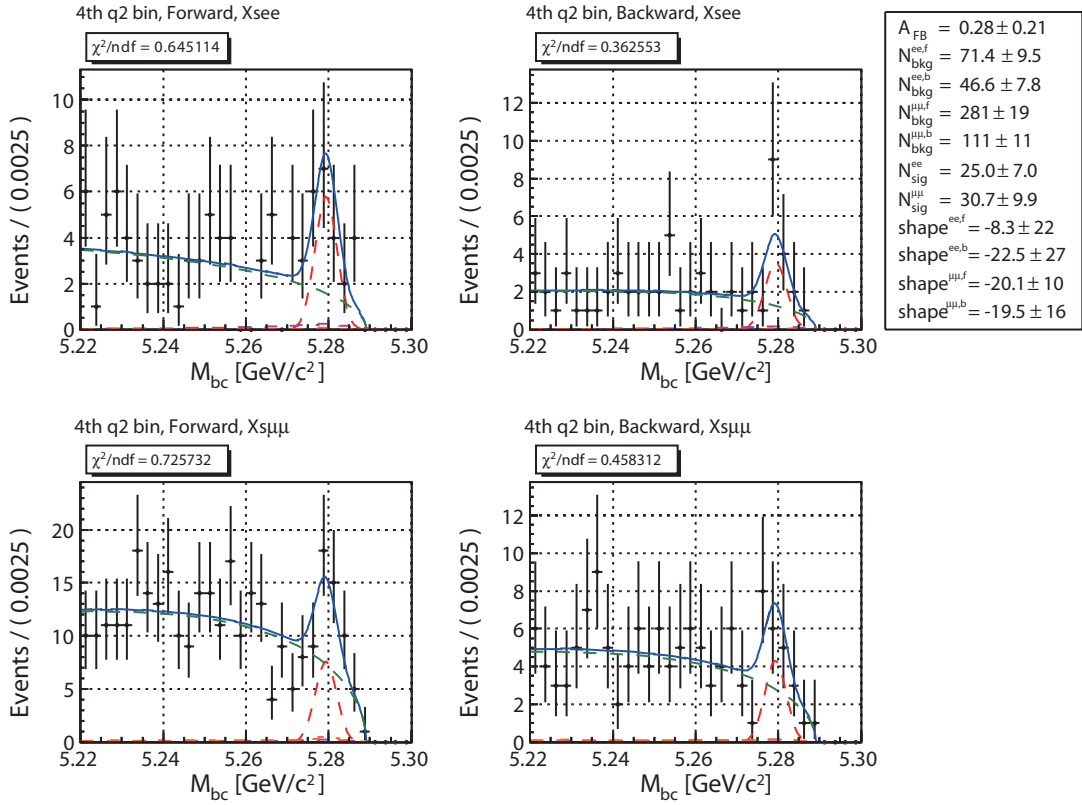 4th q2 bin, Forward, Xsee
χ²/ndf = 0.645114
Events / ( 0.0025 )
10
8
6
4
2
0
5.22
5.24
5.26
5.28
5.30
M_bc [GeV/c²]
4th q2 bin, Backward, Xsee
χ²/ndf = 0.362553
Events / ( 0.0025 )
12
10
8
6
4
2
0
5.22
5.24
5.26
5.28
5.30
M_bc [GeV/c²]
A_FB = 0.28 ± 0.21
N_bkg^ee,f = 71.4 ± 9.5
N_bkg^ee,b = 46.6 ± 7.8
N_bkg^μμ,f = 281 ± 19
N_bkg^μμ,b = 111 ± 11
N_sig^ee = 25.0 ± 7.0
N_sig^μμ = 30.7 ± 9.9
shape^ee,f = -8.3 ± 22
shape^ee,b = -22.5 ± 27
shape^μμ,f = -20.1 ± 10
shape^μμ,b = -19.5 ± 16
4th q2 bin, Forward, Xsμμ
χ²/ndf = 0.725732
Events / ( 0.0025 )
20
15
10
5
0
5.22
5.24
5.26
5.28
5.30
M_bc [GeV/c²]
4th q2 bin, Backward, Xsμμ
χ²/ndf = 0.458312
Events / ( 0.0025 )
12
10
8
6
4
2
0
5.22
5.24
5.26
5.28
5.30
M_bc [GeV/c²]